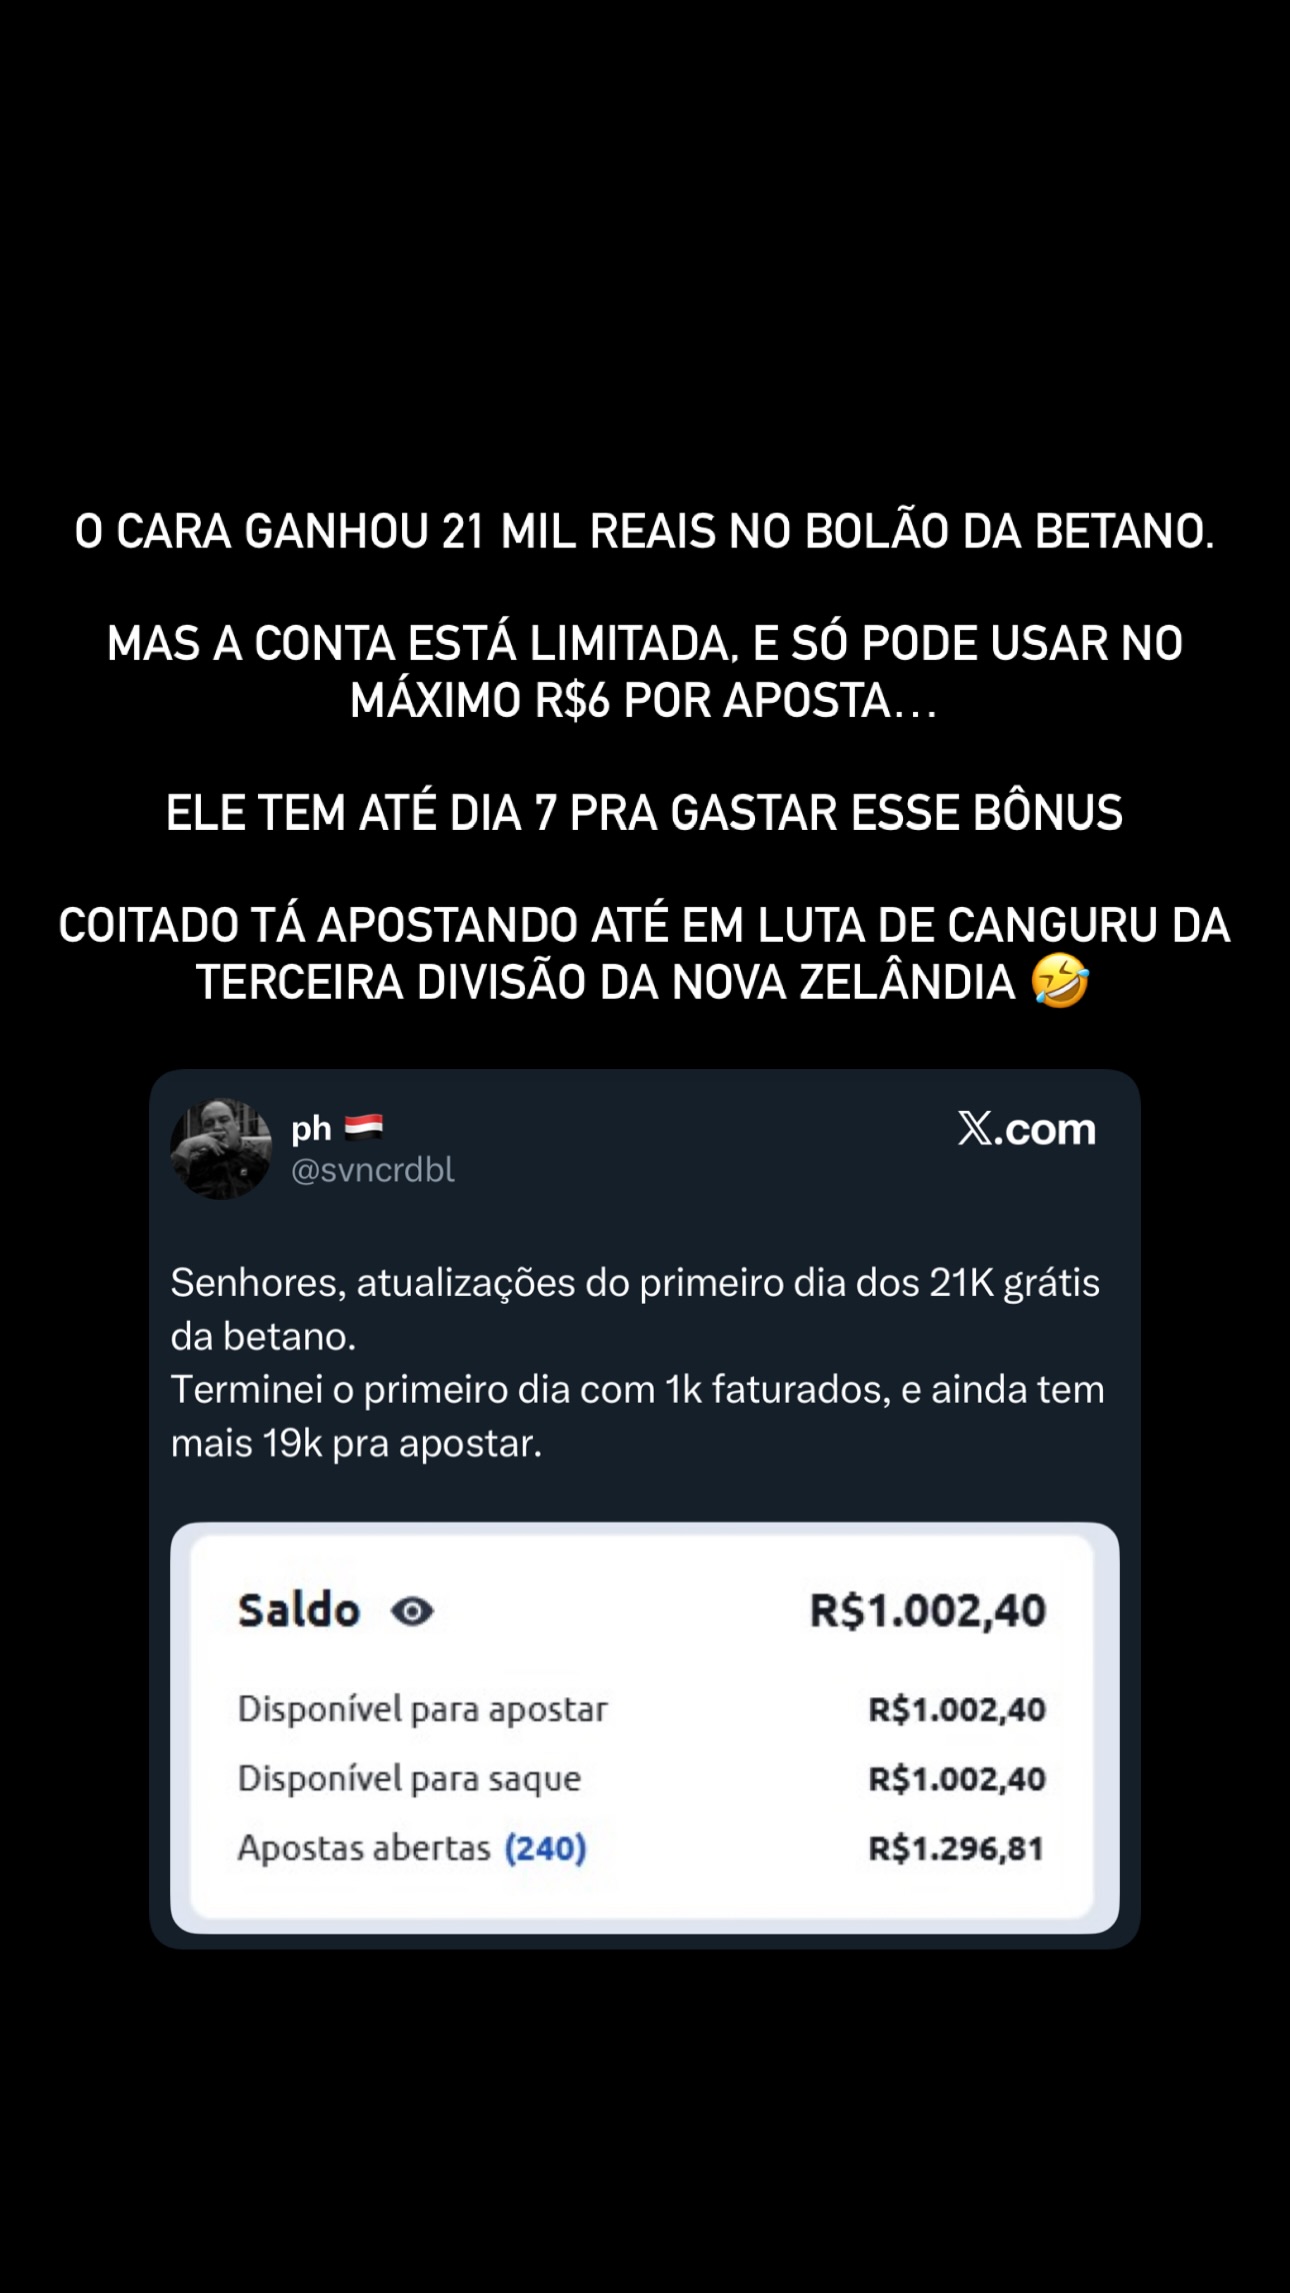 O CARA GANHOU 21 MIL REAIS NO BOLÃO DA BETANO.
MAS A CONTA ESTÁ LIMITADA, E SÓ PODE USAR NO
MÁXIMO R$6 POR APOSTA...
ELE TEM ATÉ DIA 7 PRA GASTAR ESSE BÔNUS
COITADO TÁ APOSTANDO ATÉ EM LUTA DE CANGURU DA
TERCEIRA DIVISÃO DA NOVA ZELÂNDIA 🤣
ph 🇾🇪
X.com
@svncrdbl
Senhores, atualizações do primeiro dia dos 21K grátis
da betano.
Terminei o primeiro dia com 1k faturados, e ainda tem
mais 19k pra apostar.
Saldo R$1.002,40
Disponível para apostar R$1.002,40
Disponível para saque R$1.002,40
Apostas abertas (240) R$1.296,81